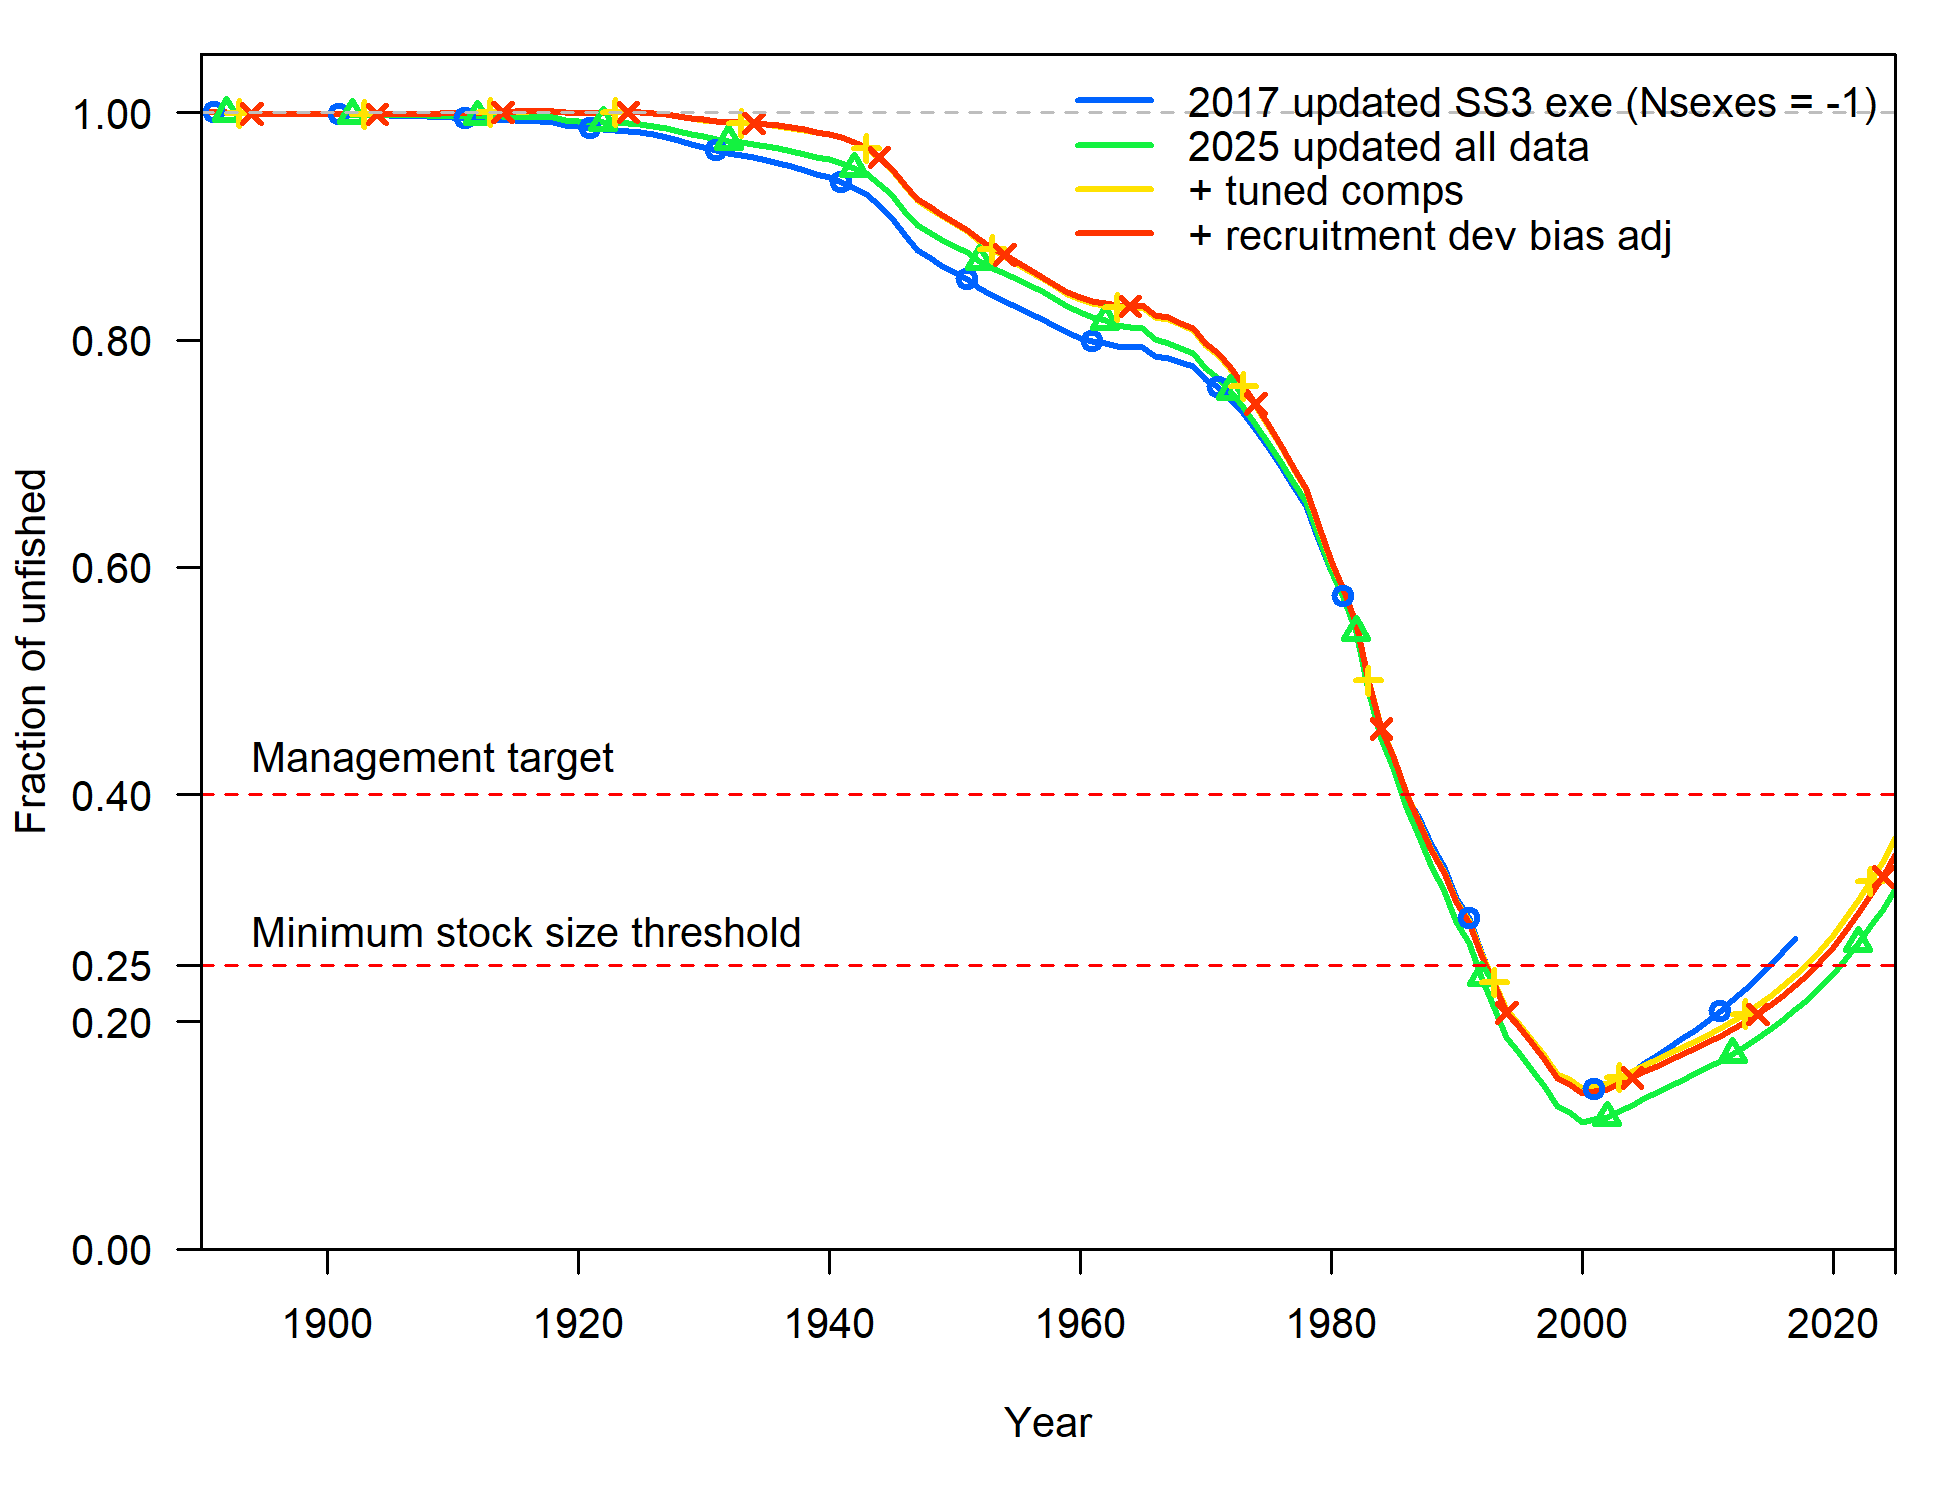 2017 updated SS3 exe (Nsexes = -1)
2025 updated all data
+ tuned comps
+ recruitment dev bias adj
1.00
0.80
0.60
0.40
0.25
0.20
0.00
Fraction of unfished
Management target
Minimum stock size threshold
1900
1920
1940
1960
1980
2000
2020
Year